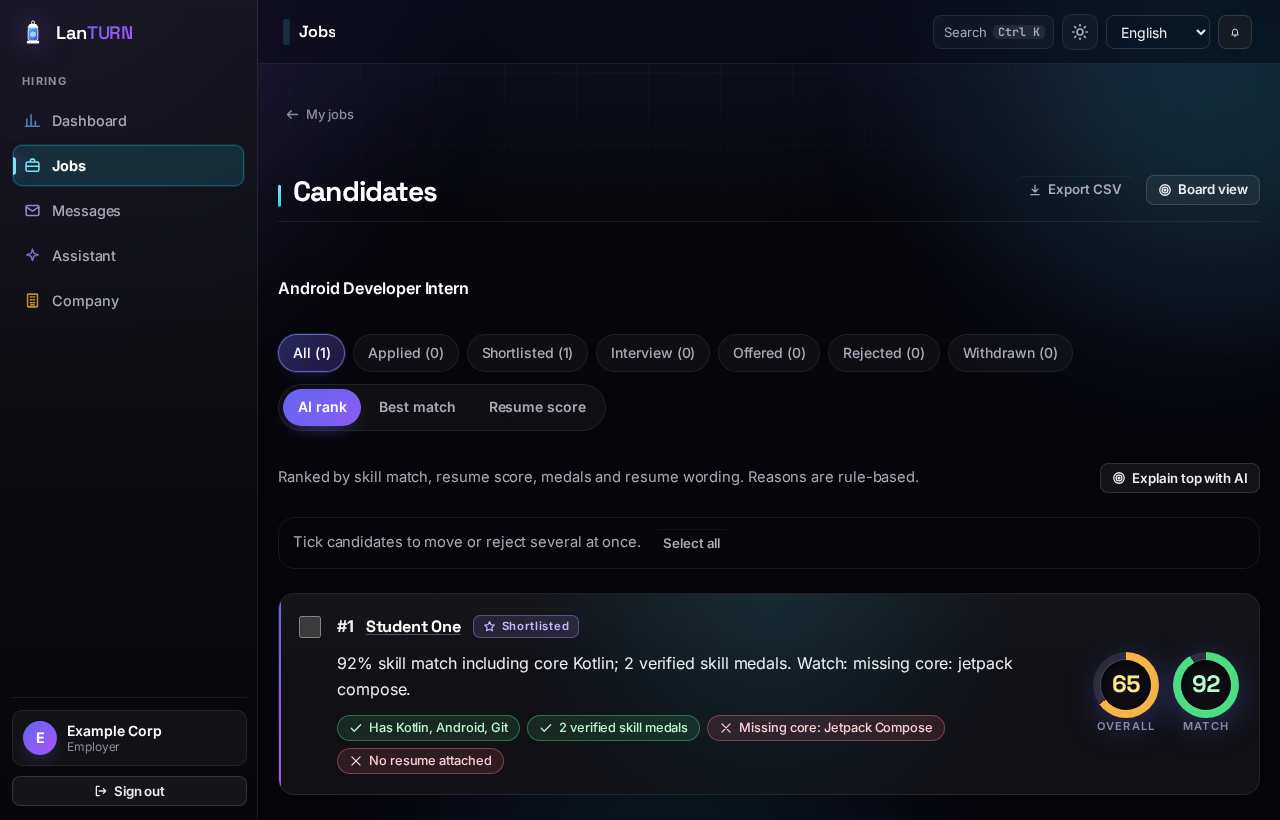 LanTURN
HIRING
Dashboard
Jobs
Messages
Assistant
Company
Example Corp
E
Employer
Sign out
Jobs
Search Ctrl K
English
My jobs
Candidates
Export CSV
Board view
Android Developer Intern
All (1) Applied (0) Shortlisted (1) Interview (0) Offered (0) Rejected (0) Withdrawn (0)
AI rank Best match Resume score
Ranked by skill match, resume score, medals and resume wording. Reasons are rule-based.
Explain top with AI
Tick candidates to move or reject several at once. Select all
#1 Student One Shortlisted
92% skill match including core Kotlin; 2 verified skill medals. Watch: missing core: jetpack
compose.
Has Kotlin, Android, Git 2 verified skill medals Missing core: Jetpack Compose
No resume attached
65 92
OVERALL MATCH